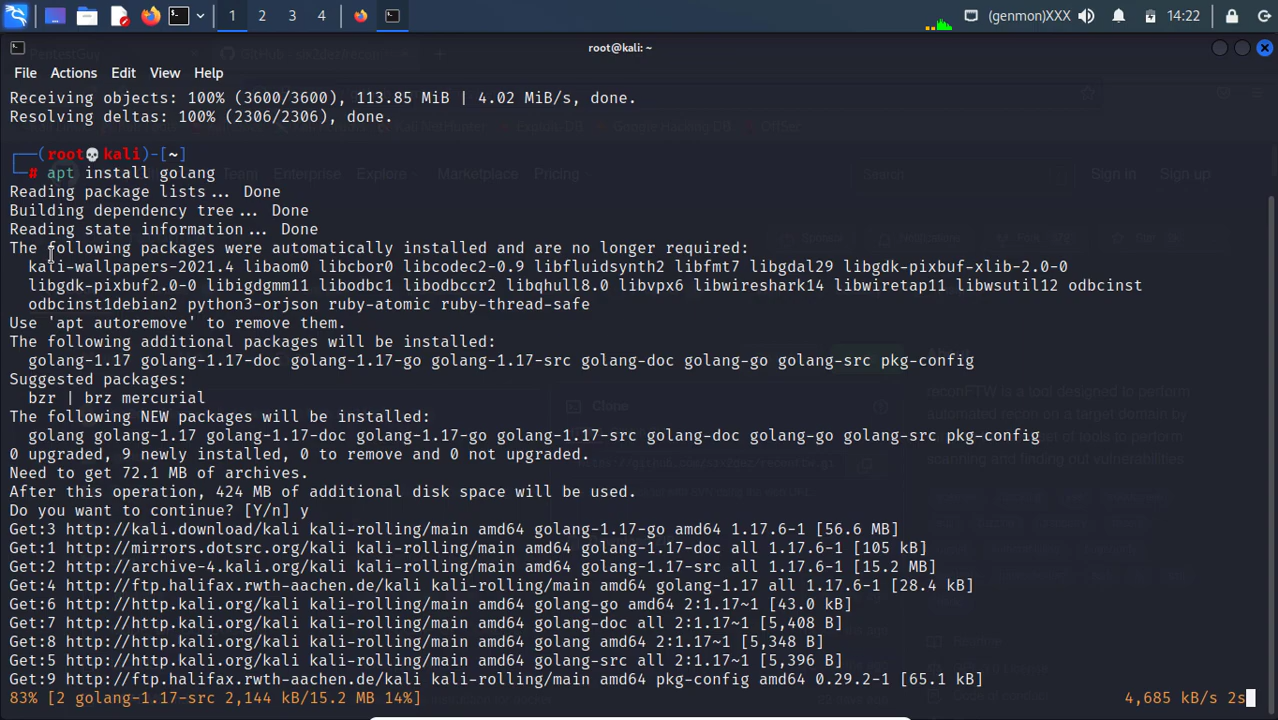 1 2 3 4 (genmon)XXX 14:22
root@kali: ~
File Actions Edit View Help
Receiving objects: 100% (3600/3600), 113.85 MiB | 4.02 MiB/s, done.
Resolving deltas: 100% (2306/2306), done.
┌──(root💀kali)-[~]
└─# apt install golang
Reading package lists... Done
Building dependency tree... Done
Reading state information... Done
The following packages were automatically installed and are no longer required:
kali-wallpapers-2021.4 libaom0 libcbor0 libcodec2-0.9 libfluidsynth2 libfmt7 libgdal29 libgdk-pixbuf-xlib-2.0-0
libgdk-pixbuf2.0-0 libigdgmm11 libodbc1 libodbccr2 libqhull8.0 libvpx6 libwireshark14 libwiretap11 libwsutil12 odbcinst
odbcinst1debian2 python3-orjson ruby-atomic ruby-thread-safe
Use 'apt autoremove' to remove them.
The following additional packages will be installed:
golang-1.17 golang-1.17-doc golang-1.17-go golang-1.17-src golang-doc golang-go golang-src pkg-config
Suggested packages:
bzr | brz mercurial
The following NEW packages will be installed:
golang golang-1.17 golang-1.17-doc golang-1.17-go golang-1.17-src golang-doc golang-go golang-src pkg-config
0 upgraded, 9 newly installed, 0 to remove and 0 not upgraded.
Need to get 72.1 MB of archives.
After this operation, 424 MB of additional disk space will be used.
Do you want to continue? [Y/n] y
Get:3 http://kali.download/kali kali-rolling/main amd64 golang-1.17-go amd64 1.17.6-1 [56.6 MB]
Get:1 http://mirrors.dotsrc.org/kali kali-rolling/main amd64 golang-1.17-doc all 1.17.6-1 [105 kB]
Get:2 http://archive-4.kali.org/kali kali-rolling/main amd64 golang-1.17-src all 1.17.6-1 [15.2 MB]
Get:4 http://ftp.halifax.rwth-aachen.de/kali kali-rolling/main amd64 golang-1.17 all 1.17.6-1 [28.4 kB]
Get:6 http://http.kali.org/kali kali-rolling/main amd64 golang-go amd64 2:1.17~1 [43.0 kB]
Get:7 http://http.kali.org/kali kali-rolling/main amd64 golang-doc all 2:1.17~1 [5,408 B]
Get:8 http://http.kali.org/kali kali-rolling/main amd64 golang amd64 2:1.17~1 [5,348 B]
Get:5 http://http.kali.org/kali kali-rolling/main amd64 golang-src all 2:1.17~1 [5,396 B]
Get:9 http://ftp.halifax.rwth-aachen.de/kali kali-rolling/main amd64 pkg-config amd64 0.29.2-1 [65.1 kB]
83% [2 golang-1.17-src 2,144 kB/15.2 MB 14%] 4,685 kB/s 2s